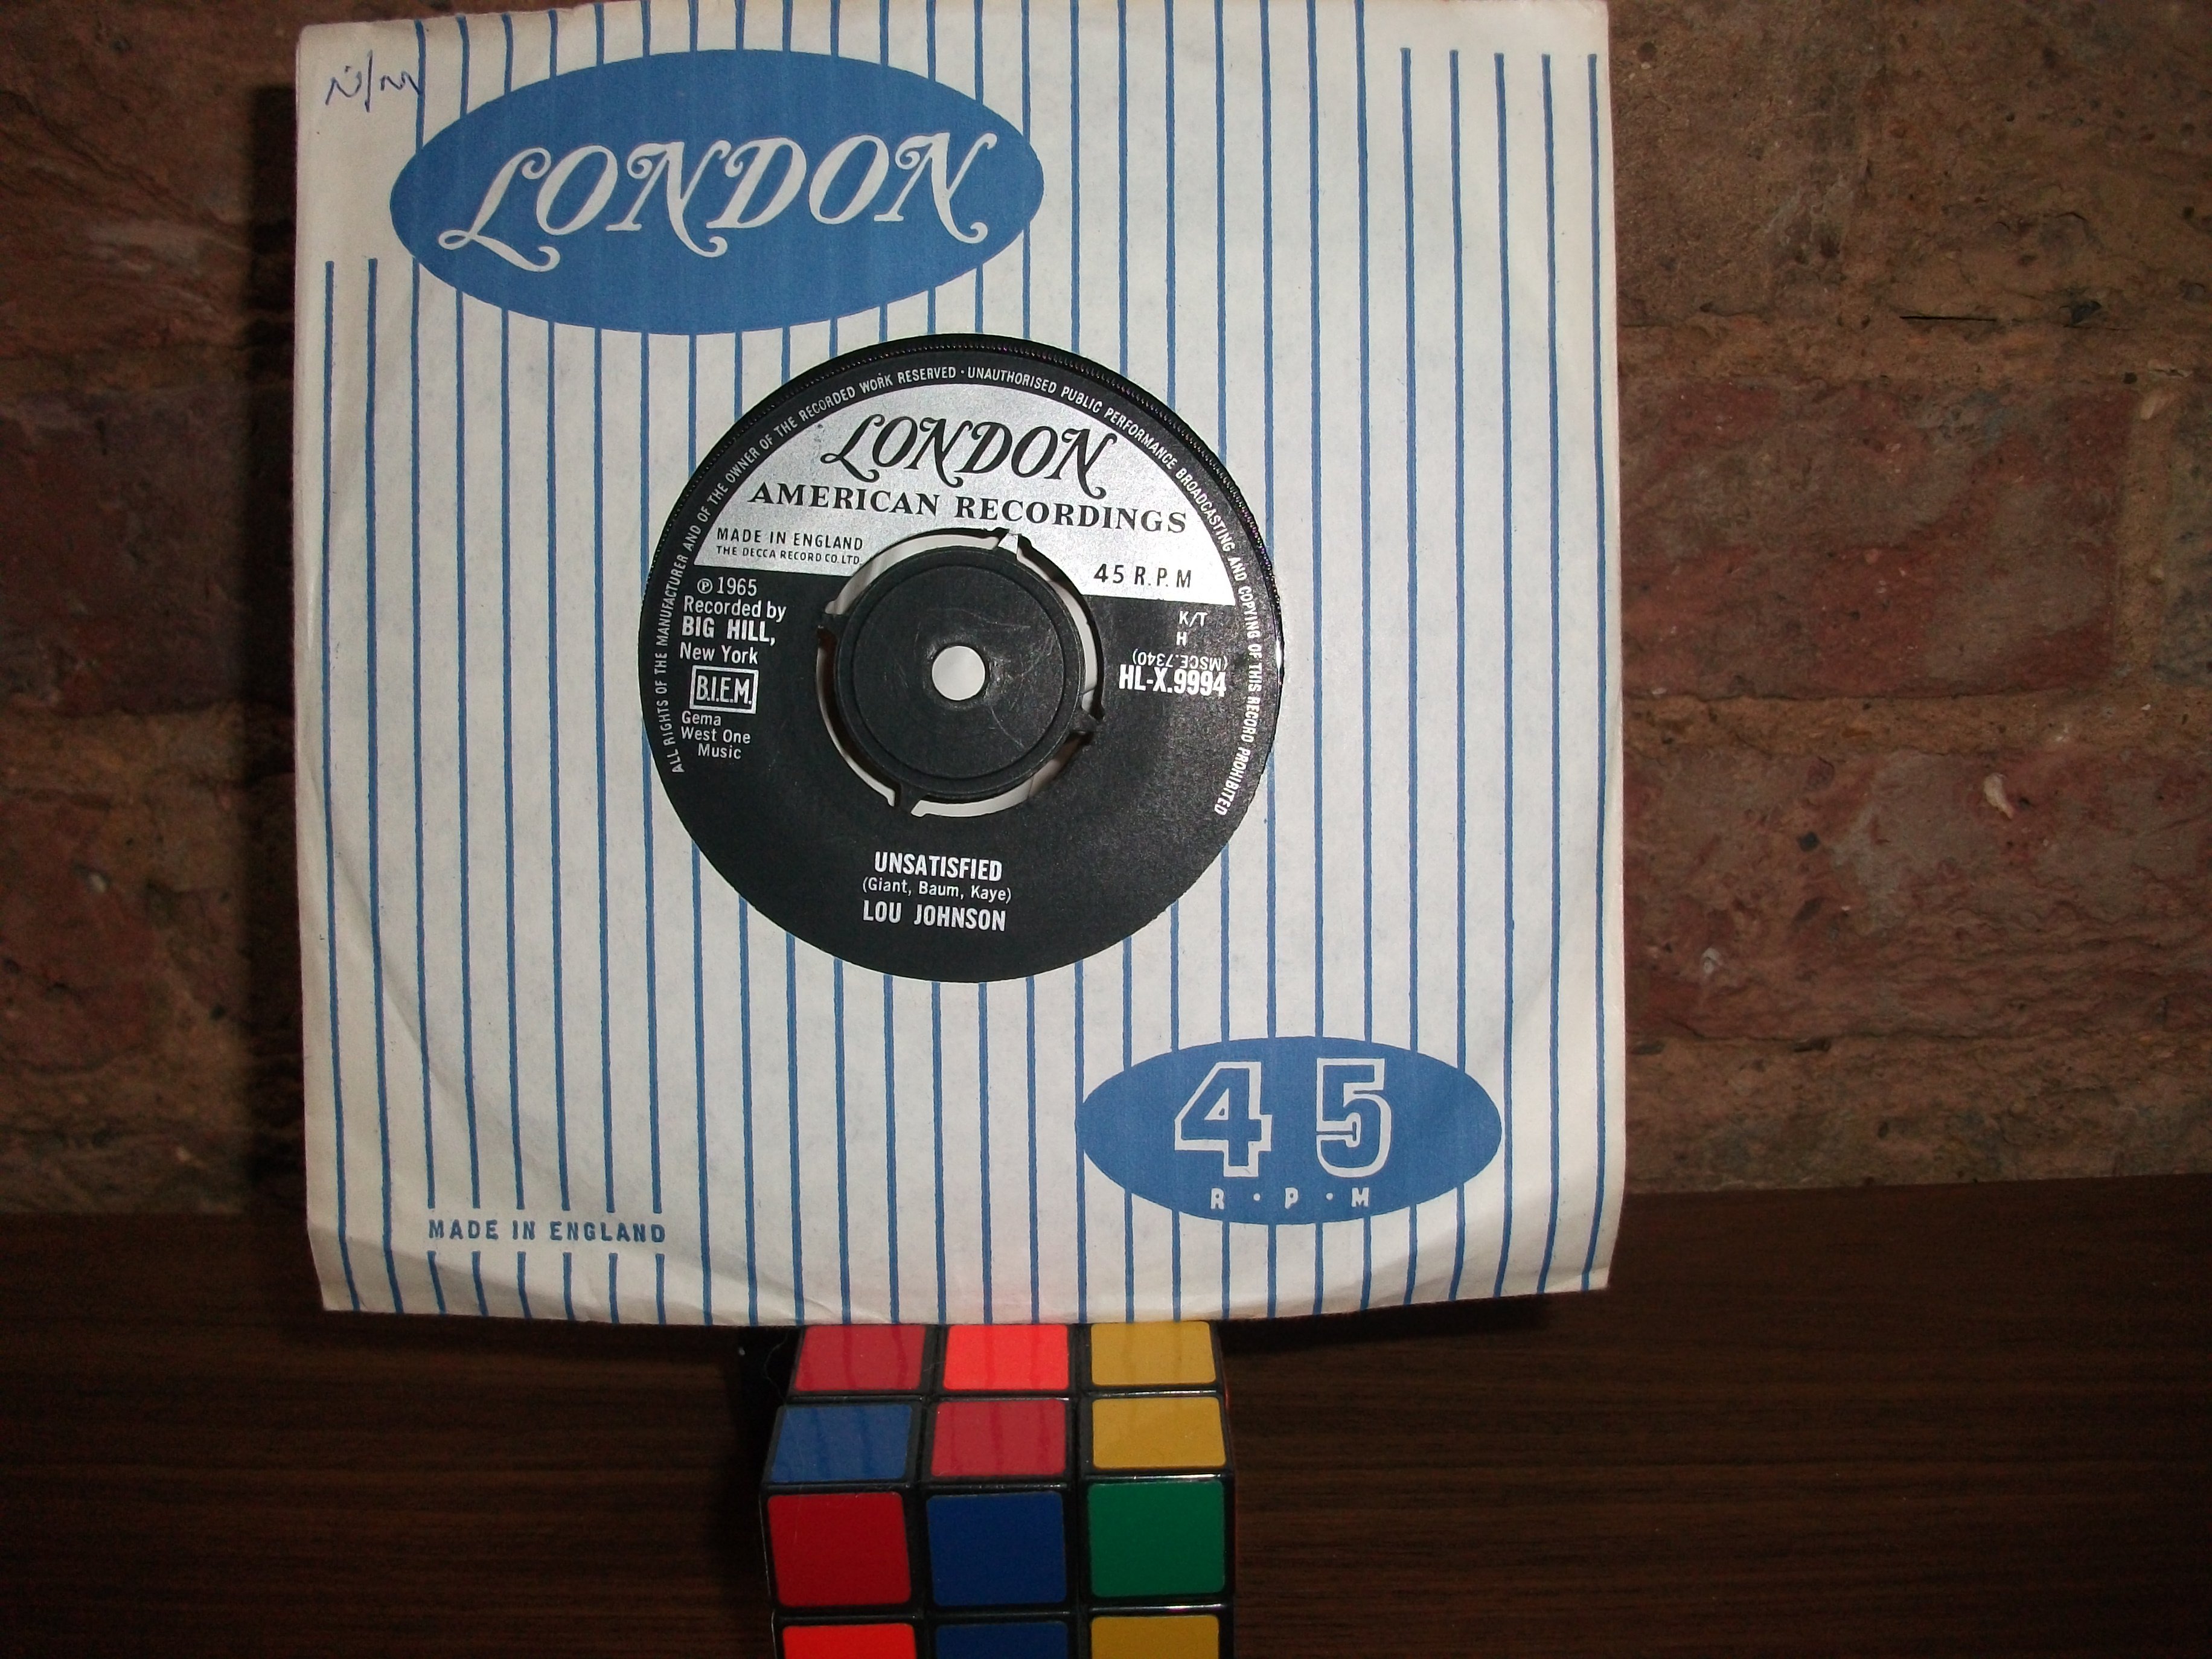 N/M
LONDON
ALL RIGHTS OF THE MANUFACTURER AND OF THE OWNER OF THE RECORDED WORK RESERVED · UNAUTHORISED PUBLIC PERFORMANCE BROADCASTING AND COPYING OF THIS RECORD PROHIBITED
LONDON
AMERICAN RECORDINGS
MADE IN ENGLAND
THE DECCA RECORD CO. LTD.
45 R.P.M
℗ 1965
Recorded by
BIG HILL,
New York
B.I.E.M.
Gema
West One
Music
K/T
H
(MSCE.7340)
HL-X.9994
UNSATISFIED
(Giant, Baum, Kaye)
LOU JOHNSON
45
R·P·M
MADE IN ENGLAND